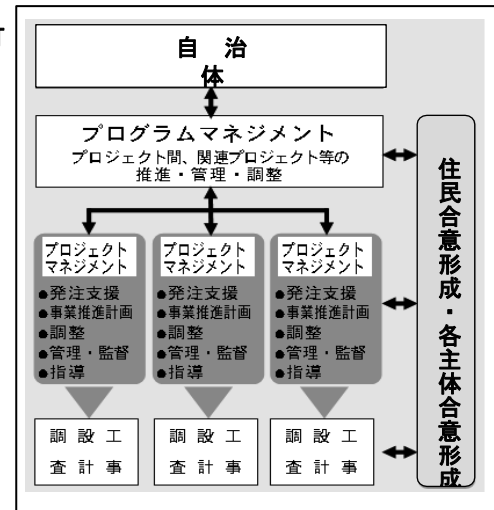 自 治
体
プログラムマネジメント
プロジェクト間、関連プロジェクト等の
推進・管理・調整
プロジェクト
マネジメント
●発注支援
●事業推進計画
●調整
●管理・監督
●指導
プロジェクト
マネジメント
●発注支援
●事業推進計画
●調整
●管理・監督
●指導
プロジェクト
マネジメント
●発注支援
●事業推進計画
●調整
●管理・監督
●指導
調 設 工
査 計 事
調 設 工
査 計 事
調 設 工
査 計 事
住民合意形成・各主体合意形成